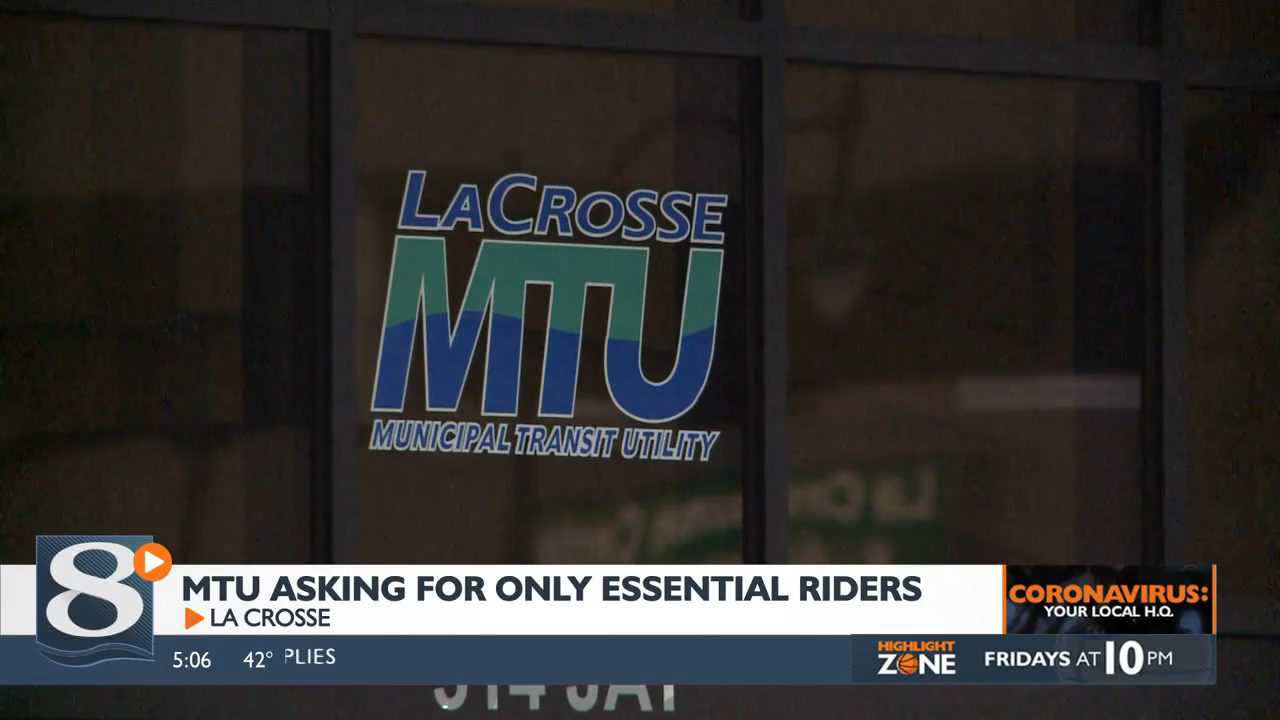 LACROSSE
MTU
MUNICIPAL TRANSIT UTILITY
8
MTU ASKING FOR ONLY ESSENTIAL RIDERS
LA CROSSE
CORONAVIRUS:
YOUR LOCAL H.Q.
5:06 42° PLIES
HIGHLIGHT
ZONE
FRIDAYS AT 10 PM